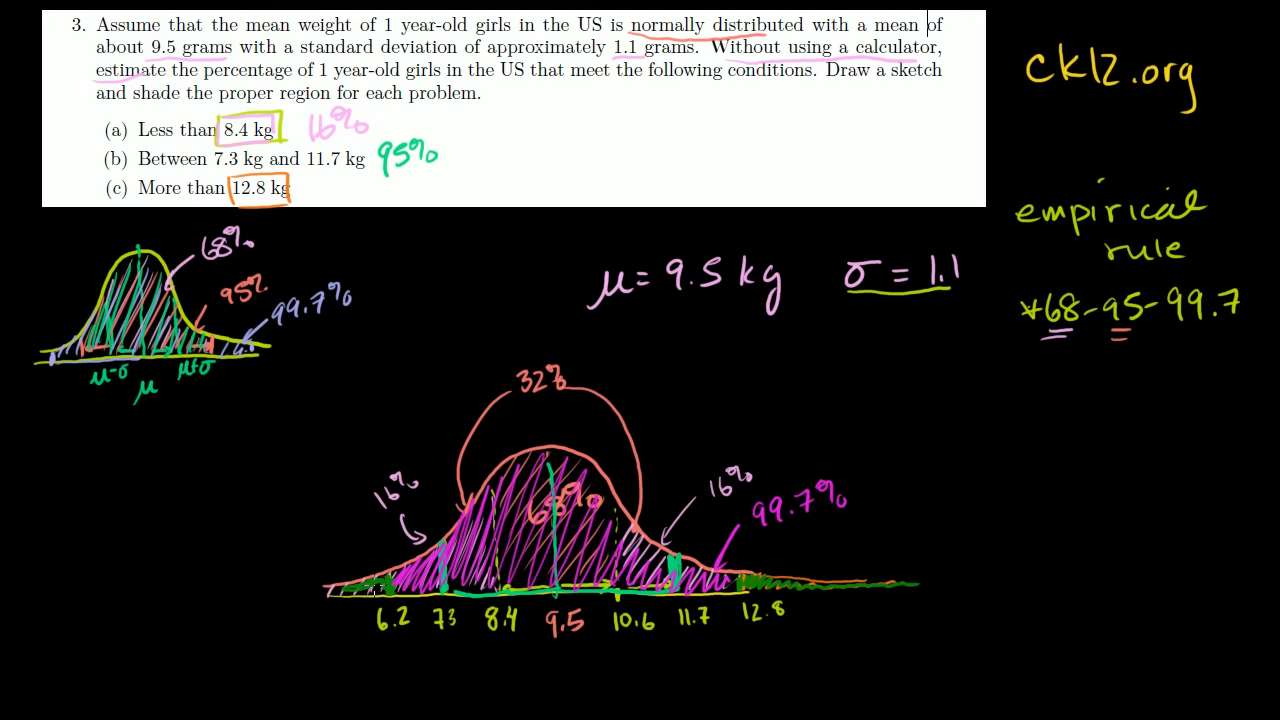 3. Assume that the mean weight of 1 year-old girls in the US is normally distributed with a mean of
about 9.5 grams with a standard deviation of approximately 1.1 grams. Without using a calculator,
estimate the percentage of 1 year-old girls in the US that meet the following conditions. Draw a sketch
and shade the proper region for each problem.
(a) Less than 8.4 kg 16%
(b) Between 7.3 kg and 11.7 kg 95%
(c) More than 12.8 kg
ck12.org
empirical
rule
*68-95-99.7
μ = 9.5 kg σ = 1.1
68%
95%
99.7%
μ-σ μ μ+σ
32%
16%
68%
16%
99.7%
6.2 7.3 8.4 9.5 10.6 11.7 12.8